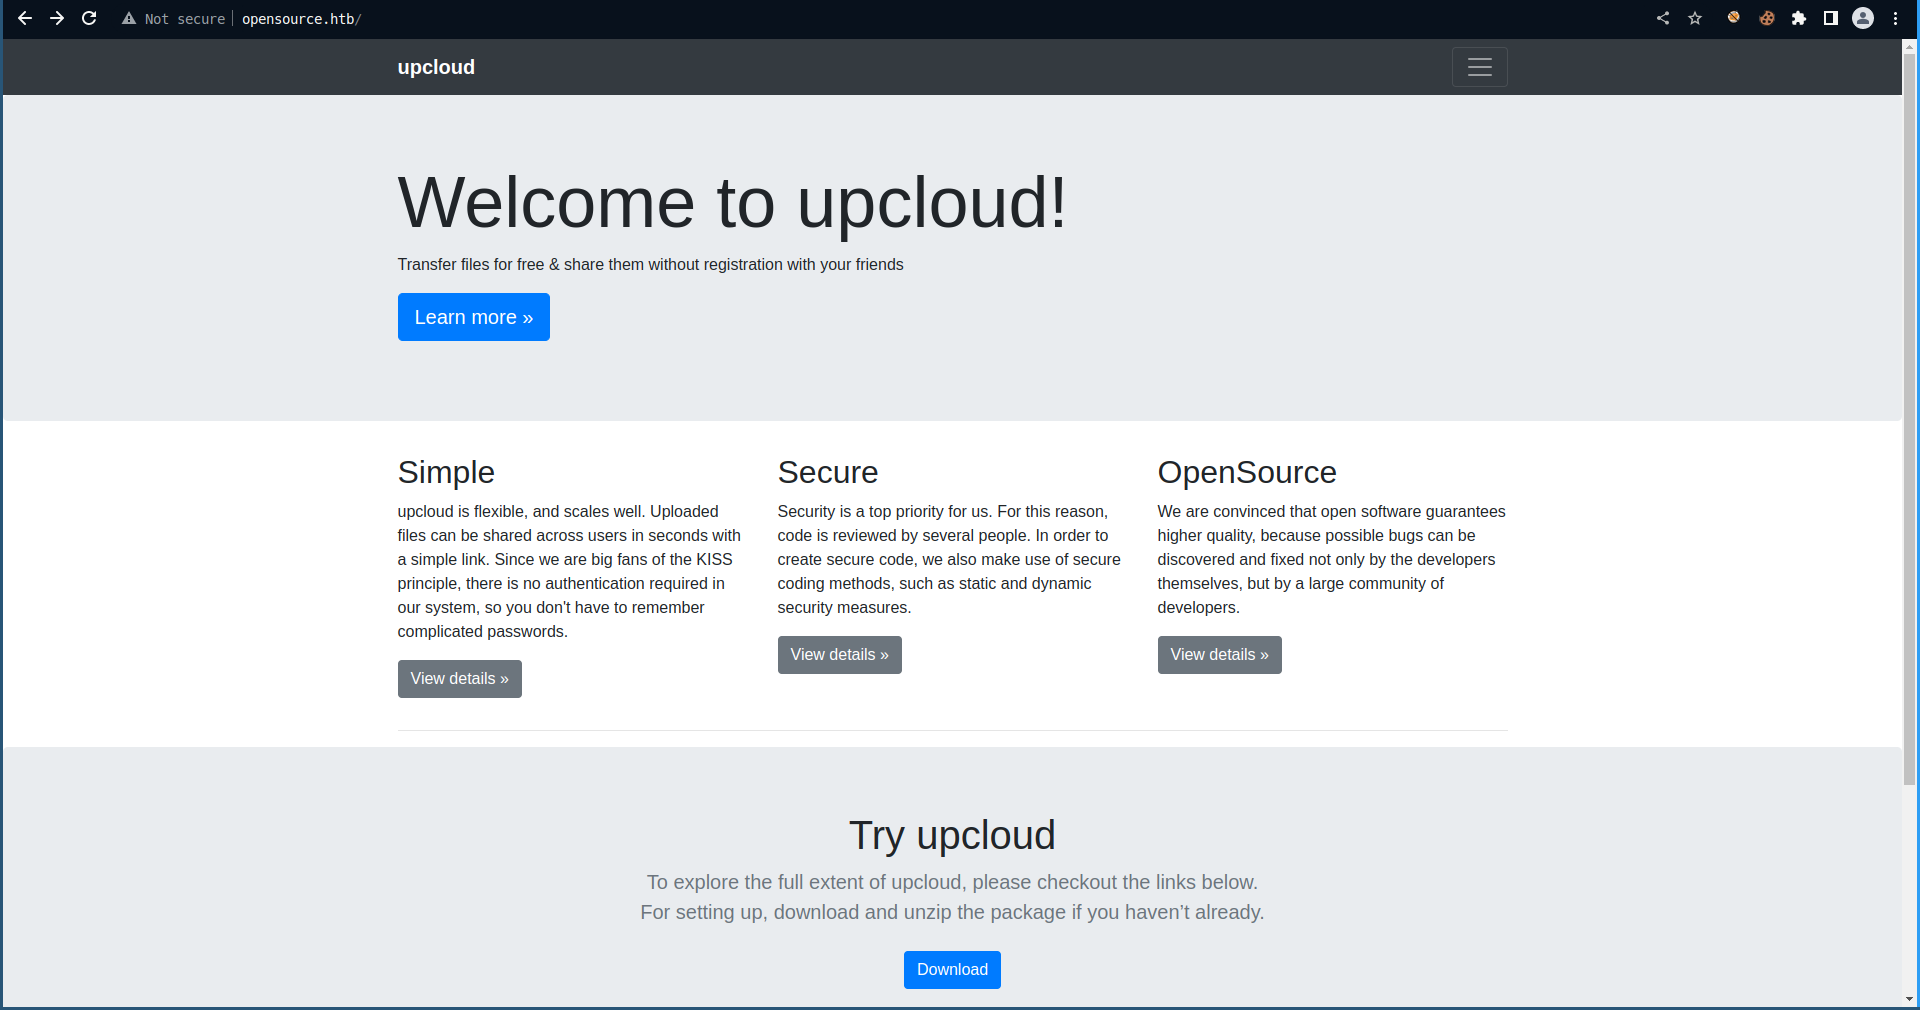 Not secure opensource.htb/
upcloud
Welcome to upcloud!
Transfer files for free & share them without registration with your friends
Learn more »
Simple
upcloud is flexible, and scales well. Uploaded
files can be shared across users in seconds with
a simple link. Since we are big fans of the KISS
principle, there is no authentication required in
our system, so you don't have to remember
complicated passwords.
View details »
Secure
Security is a top priority for us. For this reason,
code is reviewed by several people. In order to
create secure code, we also make use of secure
coding methods, such as static and dynamic
security measures.
View details »
OpenSource
We are convinced that open software guarantees
higher quality, because possible bugs can be
discovered and fixed not only by the developers
themselves, but by a large community of
developers.
View details »
Try upcloud
To explore the full extent of upcloud, please checkout the links below.
For setting up, download and unzip the package if you haven’t already.
Download